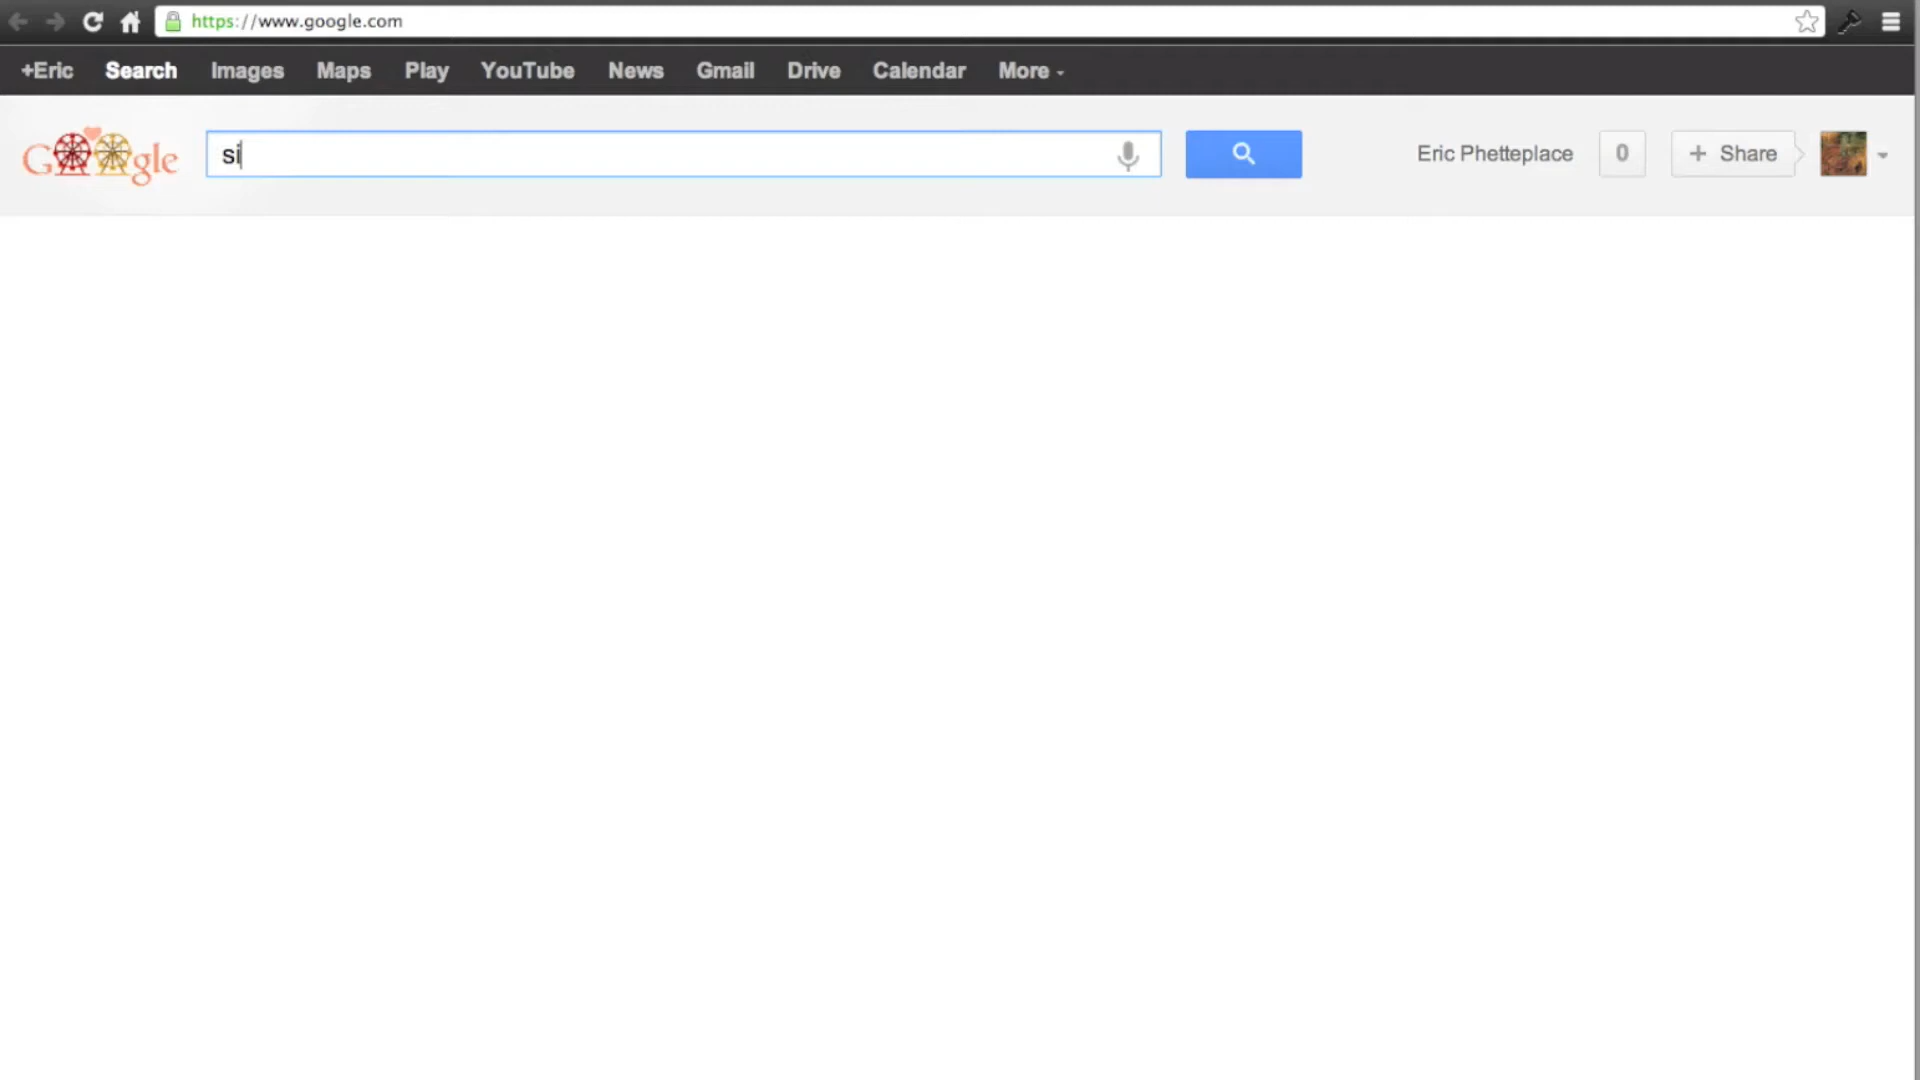 https://www.google.com
+Eric Search Images Maps Play YouTube News Gmail Drive Calendar More
Google si Eric Phetteplace 0 + Share